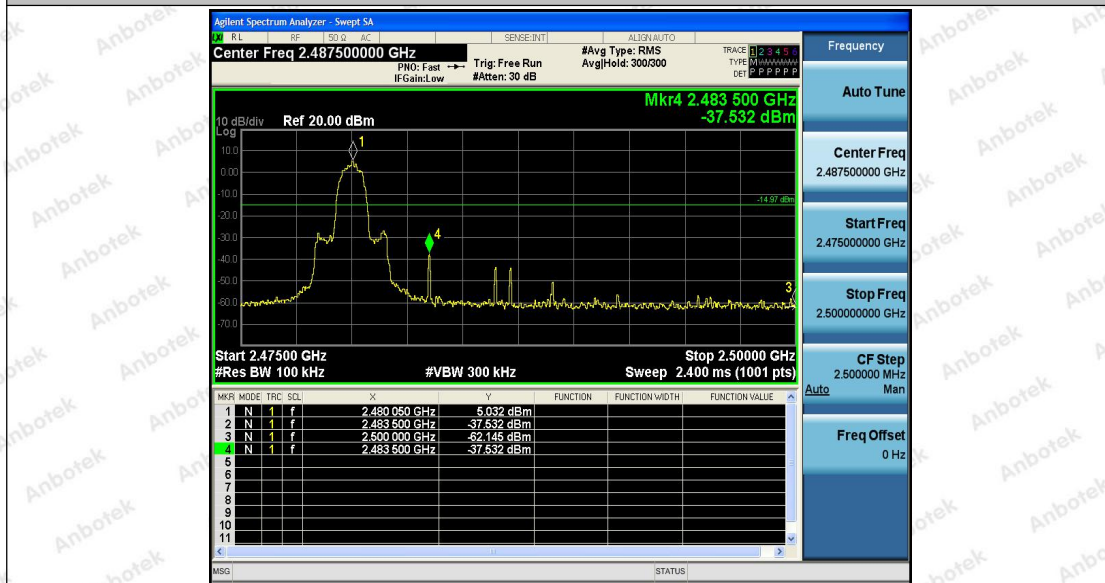 Agilent Spectrum Analyzer - Swept SA
LXI RL RF 50 Ω AC SENSE:INT ALIGNAUTO
Center Freq 2.487500000 GHz
PNO: Fast
IFGain:Low
Trig: Free Run
#Atten: 30 dB
#Avg Type: RMS
Avg|Hold: 300/300
TRACE 1 2 3 4 5 6
TYPE MWWWWW
DET P P P P P P
Mkr4 2.483 500 GHz
-37.532 dBm
10 dB/div Ref 20.00 dBm
Log
10.0
0.00
-10.0
-20.0
-30.0
-40.0
-50.0
-60.0
-70.0
1
4
3
-14.97 dBm
Start 2.47500 GHz Stop 2.50000 GHz
#Res BW 100 kHz #VBW 300 kHz Sweep 2.400 ms (1001 pts)
MKR MODE TRC SCL X Y FUNCTION FUNCTION WIDTH FUNCTION VALUE
1 N 1 f 2.480 050 GHz 5.032 dBm
2 N 1 f 2.483 500 GHz -37.532 dBm
3 N 1 f 2.500 000 GHz -62.145 dBm
4 N 1 f 2.483 500 GHz -37.532 dBm
5
6
7
8
9
10
11
MSG STATUS
Frequency
Auto Tune
Center Freq
2.487500000 GHz
Start Freq
2.475000000 GHz
Stop Freq
2.500000000 GHz
CF Step
2.500000 MHz
Auto Man
Freq Offset
0 Hz
Anbotek